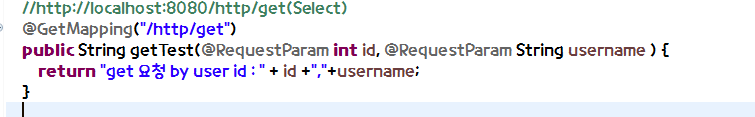 //http://localhost:8080/http/get(Select)
@GetMapping("/http/get")
public String getTest(@RequestParam int id, @RequestParam String username ) {
return "get 요청 by user id : " + id +","+username;
}